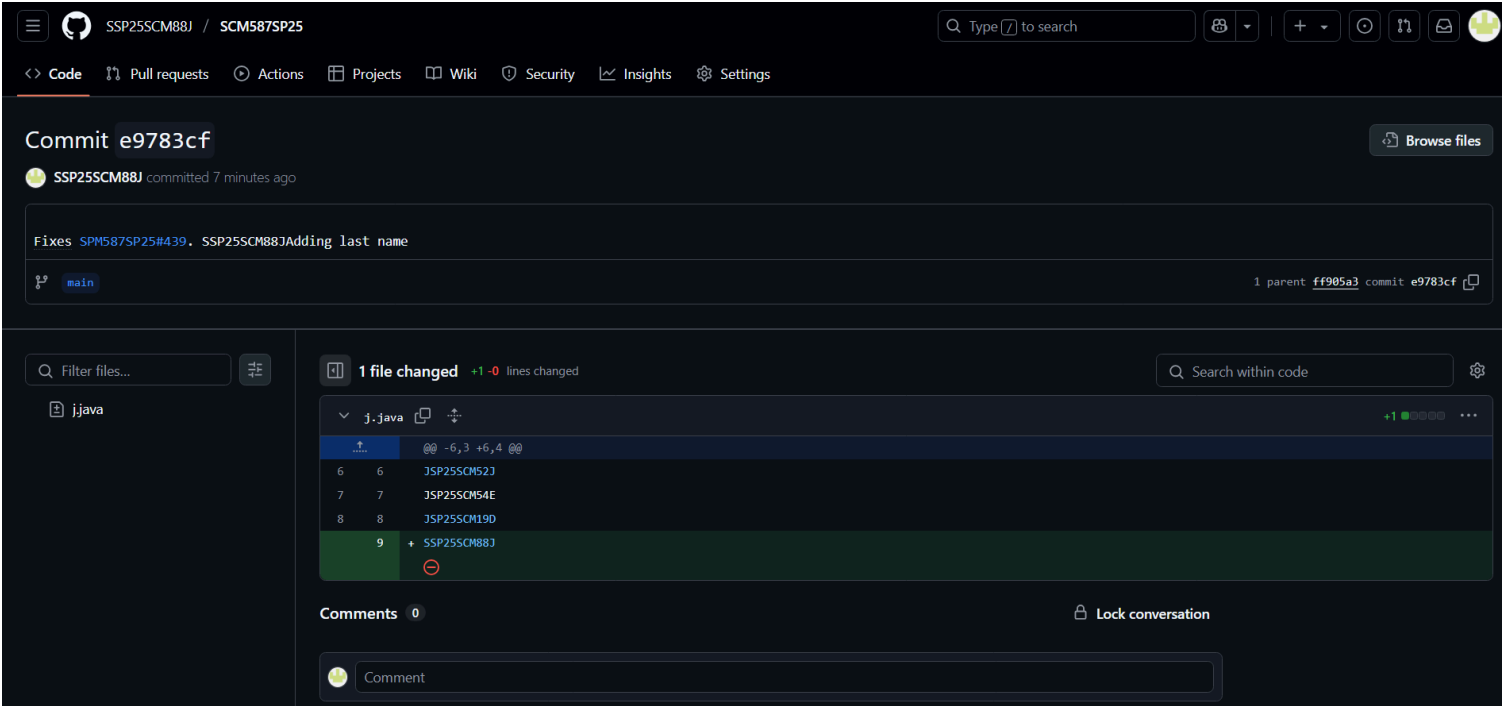 SSP25SCM88J / SCM587SP25
Type / to search
Code Pull requests Actions Projects Wiki Security Insights Settings
Commit e9783cf
Browse files
SSP25SCM88J committed 7 minutes ago
Fixes SPM587SP25#439. SSP25SCM88JAdding last name
main
1 parent ff905a3 commit e9783cf
Filter files...
j.java
1 file changed +1 -0 lines changed
Search within code
j.java
+1
@@ -6,3 +6,4 @@
6 6 JSP25SCM52J
7 7 JSP25SCM54E
8 8 JSP25SCM19D
9 + SSP25SCM88J
Comments 0
Lock conversation
Comment